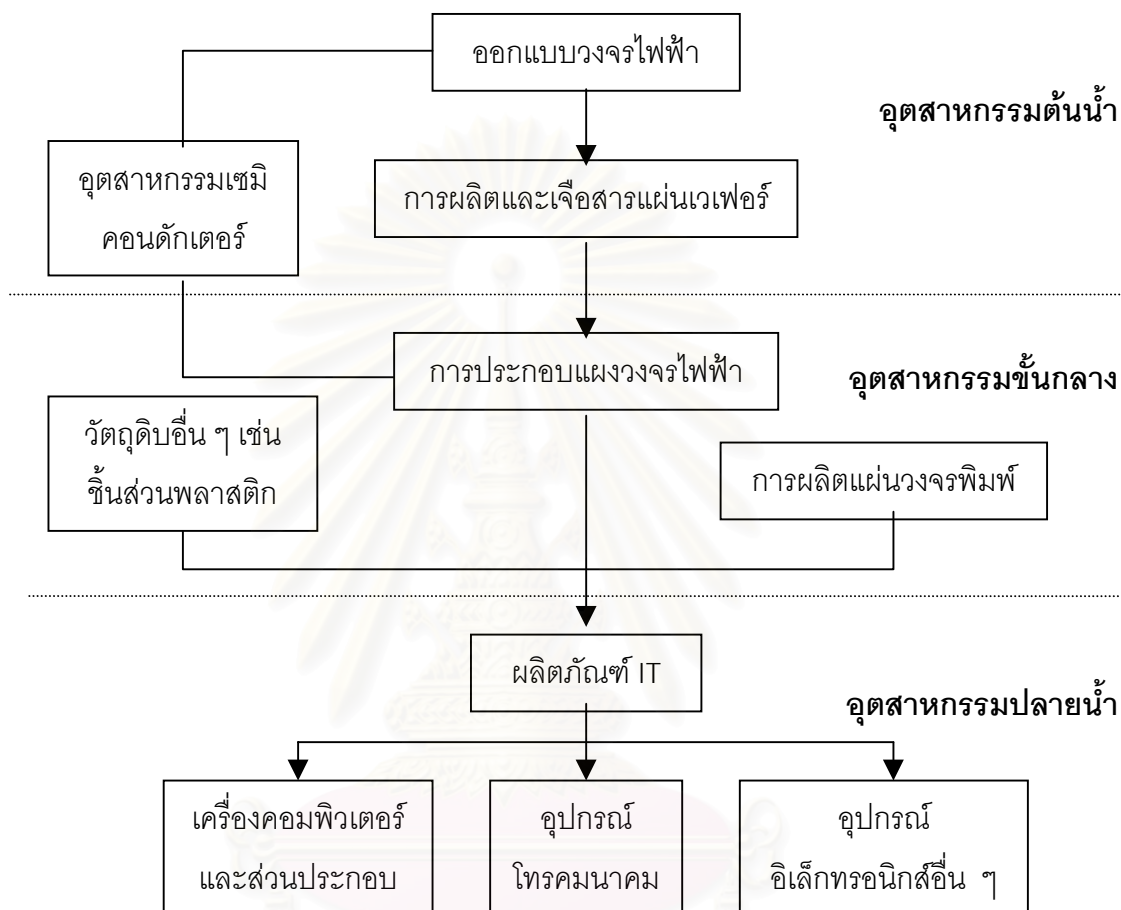 ออกแบบวงจรไฟฟ้า
อุตสาหกรรมต้นน้ำ
อุตสาหกรรมเซมิ
คอนดักเตอร์
การผลิตและเจือสารแผ่นเวเฟอร์
การประกอบแผงวงจรไฟฟ้า
อุตสาหกรรมขั้นกลาง
วัตถุดิบอื่น ๆ เช่น
ชิ้นส่วนพลาสติก
การผลิตแผ่นวงจรพิมพ์
ผลิตภัณฑ์ IT
อุตสาหกรรมปลายน้ำ
เครื่องคอมพิวเตอร์
และส่วนประกอบ
อุปกรณ์
โทรคมนาคม
อุปกรณ์
อิเล็กทรอนิกส์อื่น ๆ